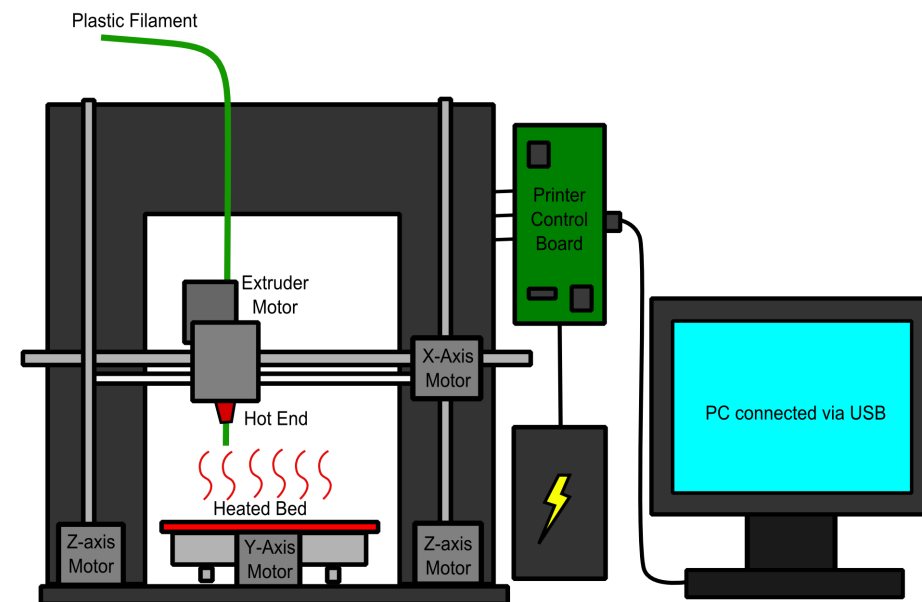 Plastic Filament
Printer
Control
Board
Extruder
Motor
X-Axis
Motor
Hot End
PC connected via USB
Heated Bed
Z-axis
Motor
Y-Axis
Motor
Z-axis
Motor